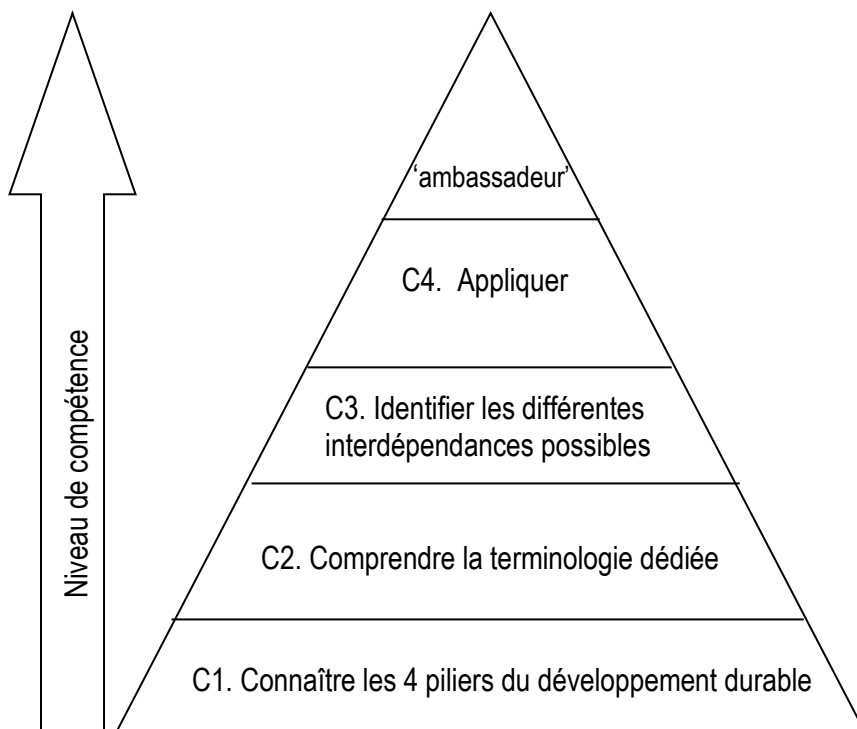 ‘ambassadeur’
C4. Appliquer
C3. Identifier les différentes
interdépendances possibles
C2. Comprendre la terminologie dédiée
C1. Connaître les 4 piliers du développement durable
Niveau de compétence